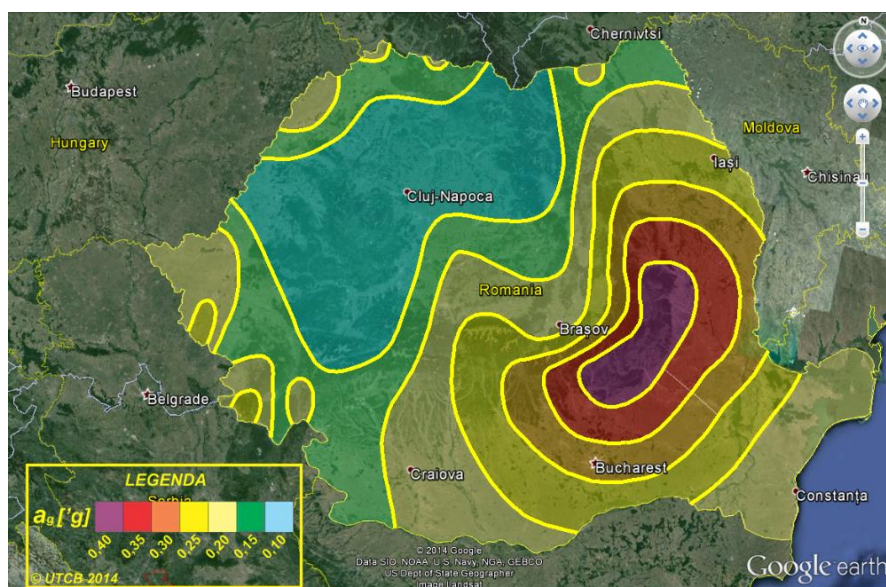 Chernivtsi
Budapest
Hungary
Moldova
Iași
Chisinau
Cluj-Napoca
Romania
Brașov
Belgrade
Craiova
Bucharest
Constanța
LEGENDA
Serbia
ag['g]
0,40 0,35 0,30 0,25 0,20 0,15 0,10
© UTCB 2014
© 2014 Google
Data SIO, NOAA, U.S. Navy, NGA, GEBCO
US Dept of State Geographer
Image Landsat
Google earth
N